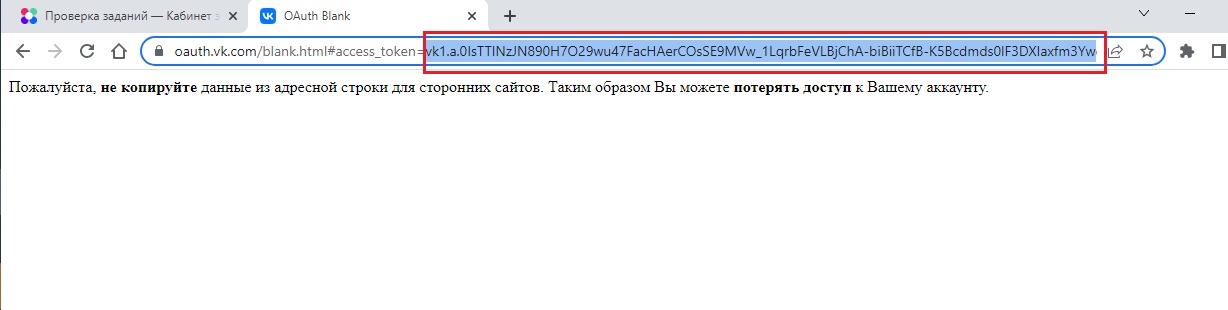 Проверка заданий — Кабинет
OAuth Blank
oauth.vk.com/blank.html#access_token=vk1.a.0IsTTINzJN890H7O29wu47FacHAerCOsSE9MVw_1LqrbFeVLBjChA-biBiiTCfB-K5Bcdmds0lF3DXlaxfm3Yw
Пожалуйста, не копируйте данные из адресной строки для сторонних сайтов. Таким образом Вы можете потерять доступ к Вашему аккаунту.